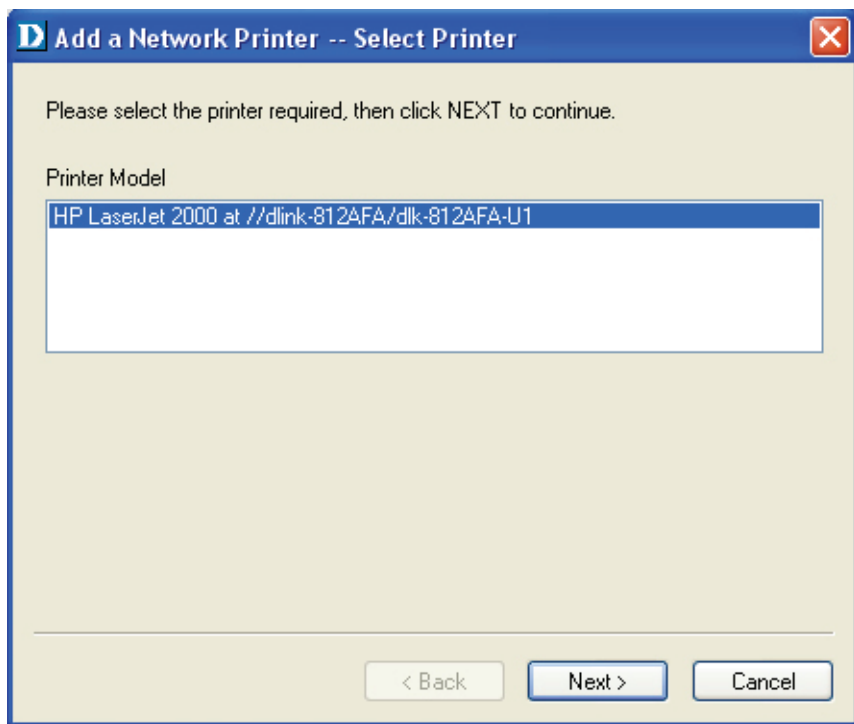 D Add a Network Printer -- Select Printer
Please select the printer required, then click NEXT to continue.
Printer Model
HP LaserJet 2000 at //dlink-812AFA/dlk-812AFA-U1
< Back Next > Cancel